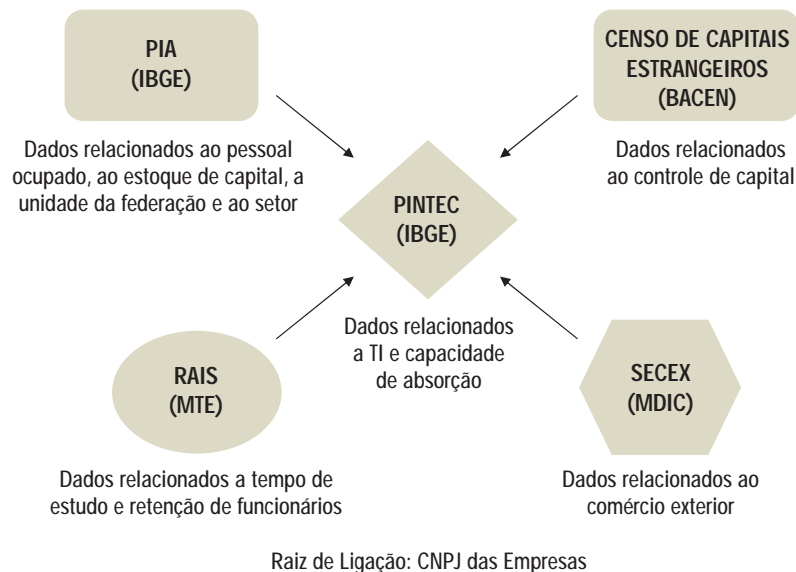 PIA
(IBGE)
Dados relacionados ao pessoal
ocupado, ao estoque de capital, a
unidade da federação e ao setor
CENSO DE CAPITAIS
ESTRANGEIROS
(BACEN)
Dados relacionados
ao controle de capital
PINTEC
(IBGE)
Dados relacionados
a TI e capacidade
de absorção
RAIS
(MTE)
Dados relacionados a tempo de
estudo e retenção de funcionários
SECEX
(MDIC)
Dados relacionados ao
comércio exterior
Raiz de Ligação: CNPJ das Empresas